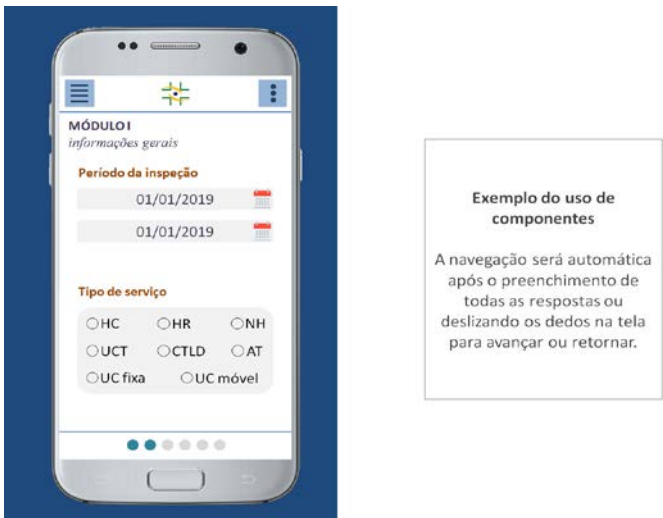 MÓDULO I
informações gerais
Período da inspeção
01/01/2019
01/01/2019
Tipo de serviço
HC HR NH
UCT CTLD AT
UC fixa UC móvel
Exemplo do uso de
componentes
A navegação será automática
após o preenchimento de
todas as respostas ou
deslizando os dedos na tela
para avançar ou retornar.